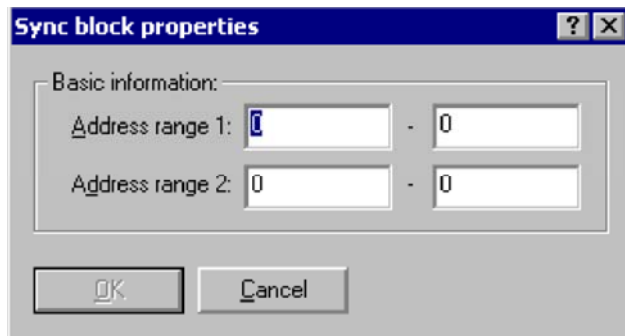 Sync block properties ? X
Basic information:
Address range 1: 0 - 0
Address range 2: 0 - 0
OK Cancel